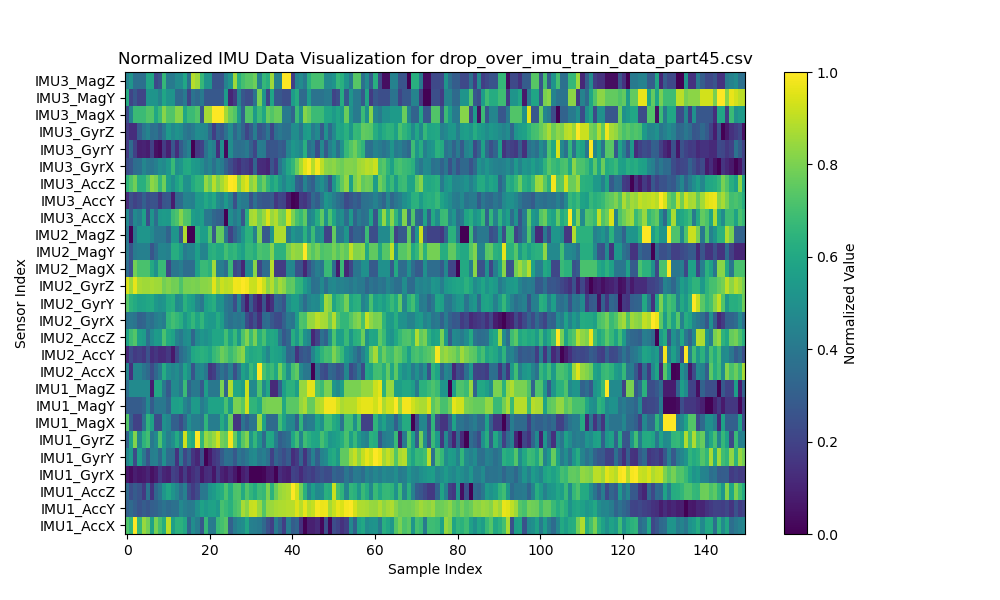 Normalized IMU Data Visualization for drop_over_imu_train_data_part45.csv
IMU3_MagZ
IMU3_MagY
IMU3_MagX
IMU3_GyrZ
IMU3_GyrY
IMU3_GyrX
IMU3_AccZ
IMU3_AccY
IMU3_AccX
IMU2_MagZ
IMU2_MagY
IMU2_MagX
IMU2_GyrZ
IMU2_GyrY
IMU2_GyrX
IMU2_AccZ
IMU2_AccY
IMU2_AccX
IMU1_MagZ
IMU1_MagY
IMU1_MagX
IMU1_GyrZ
IMU1_GyrY
IMU1_GyrX
IMU1_AccZ
IMU1_AccY
IMU1_AccX
Sensor Index
0 20 40 60 80 100 120 140
Sample Index
1.0
0.8
0.6
0.4
0.2
0.0
Normalized Value